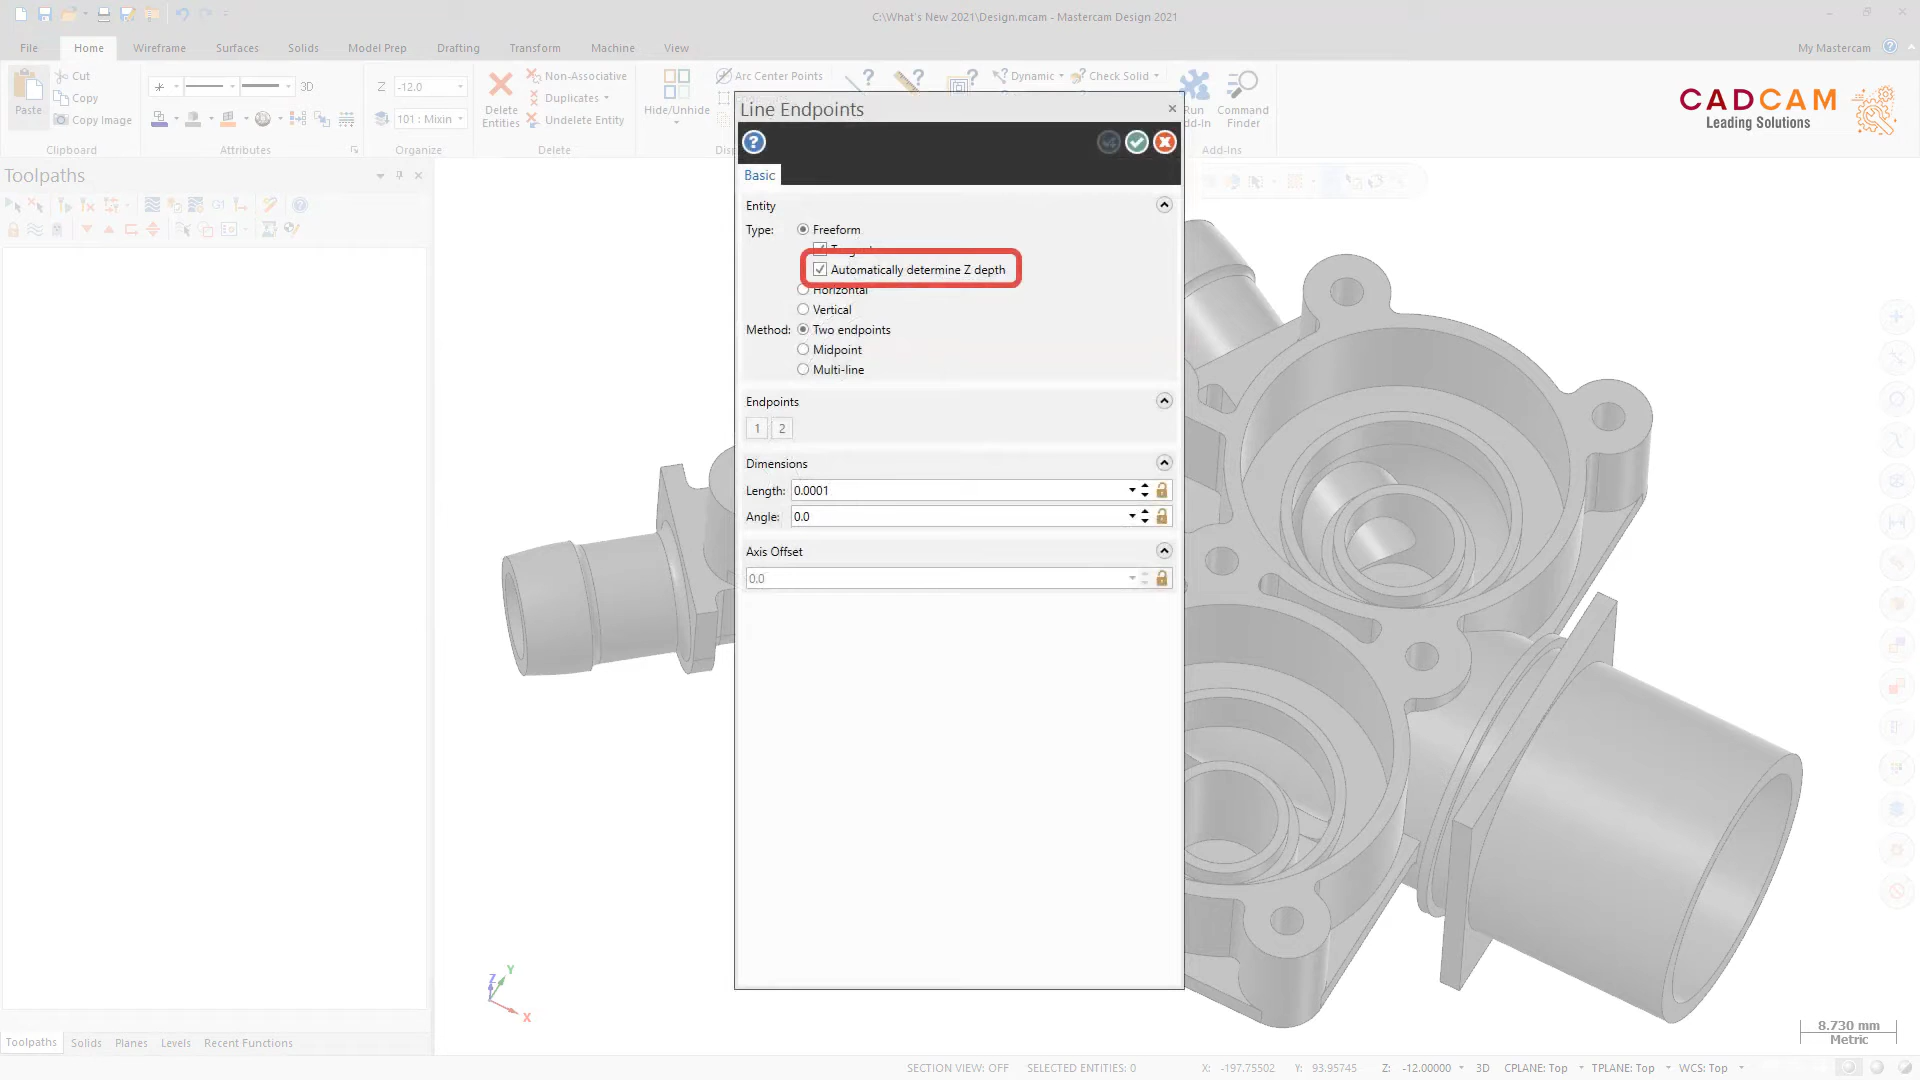 C:\What's New 2021\Design.mcam - Mastercam Design 2021
File Home Wireframe Surfaces Solids Model Prep Drafting Transform Machine View My Mastercam
Paste
Cut
Copy
Copy Image
Clipboard
3D
Attributes
Z -12.0
101 : Mixin
Organize
Delete Entities
Non-Associative
Duplicates
Undelete Entity
Delete
Hide/Unhide
Arc Center Points
Dynamic
Check Solid
Command Finder
Add-Ins
CADCAM
Leading Solutions
Toolpaths
G1
Line Endpoints
Basic
Entity
Type: Freeform
Automatically determine Z depth
Horizontal
Vertical
Method: Two endpoints
Midpoint
Multi-line
Endpoints
1 2
Dimensions
Length: 0.0001
Angle: 0.0
Axis Offset
0.0
Z Y
X
8.730 mm
Metric
Toolpaths Solids Planes Levels Recent Functions
SECTION VIEW: OFF SELECTED ENTITIES: 0 X: -197.75502 Y: 93.95745 Z: -12.00000 3D CPLANE: Top TPLANE: Top WCS: Top